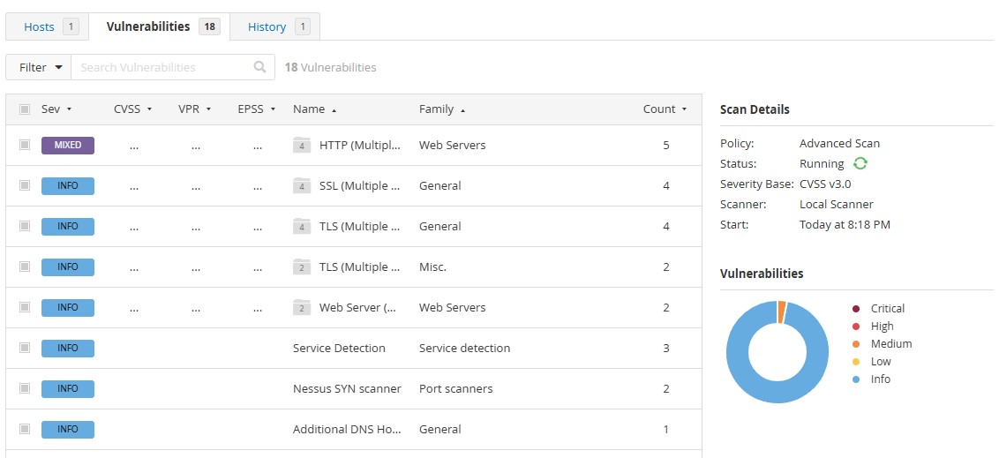 Hosts 1 Vulnerabilities 18 History 1
Filter Search Vulnerabilities 18 Vulnerabilities
Sev CVSS VPR EPSS Name Family Count
MIXED ... ... ... 4 HTTP (Multipl... Web Servers 5
INFO ... ... ... 4 SSL (Multiple ... General 4
INFO ... ... ... 4 TLS (Multiple ... General 4
INFO ... ... ... 2 TLS (Multiple ... Misc. 2
INFO ... ... ... 2 Web Server (... Web Servers 2
INFO Service Detection Service detection 3
INFO Nessus SYN scanner Port scanners 2
INFO Additional DNS Ho... General 1
Scan Details
Policy: Advanced Scan
Status: Running
Severity Base: CVSS v3.0
Scanner: Local Scanner
Start: Today at 8:18 PM
Vulnerabilities
Critical
High
Medium
Low
Info